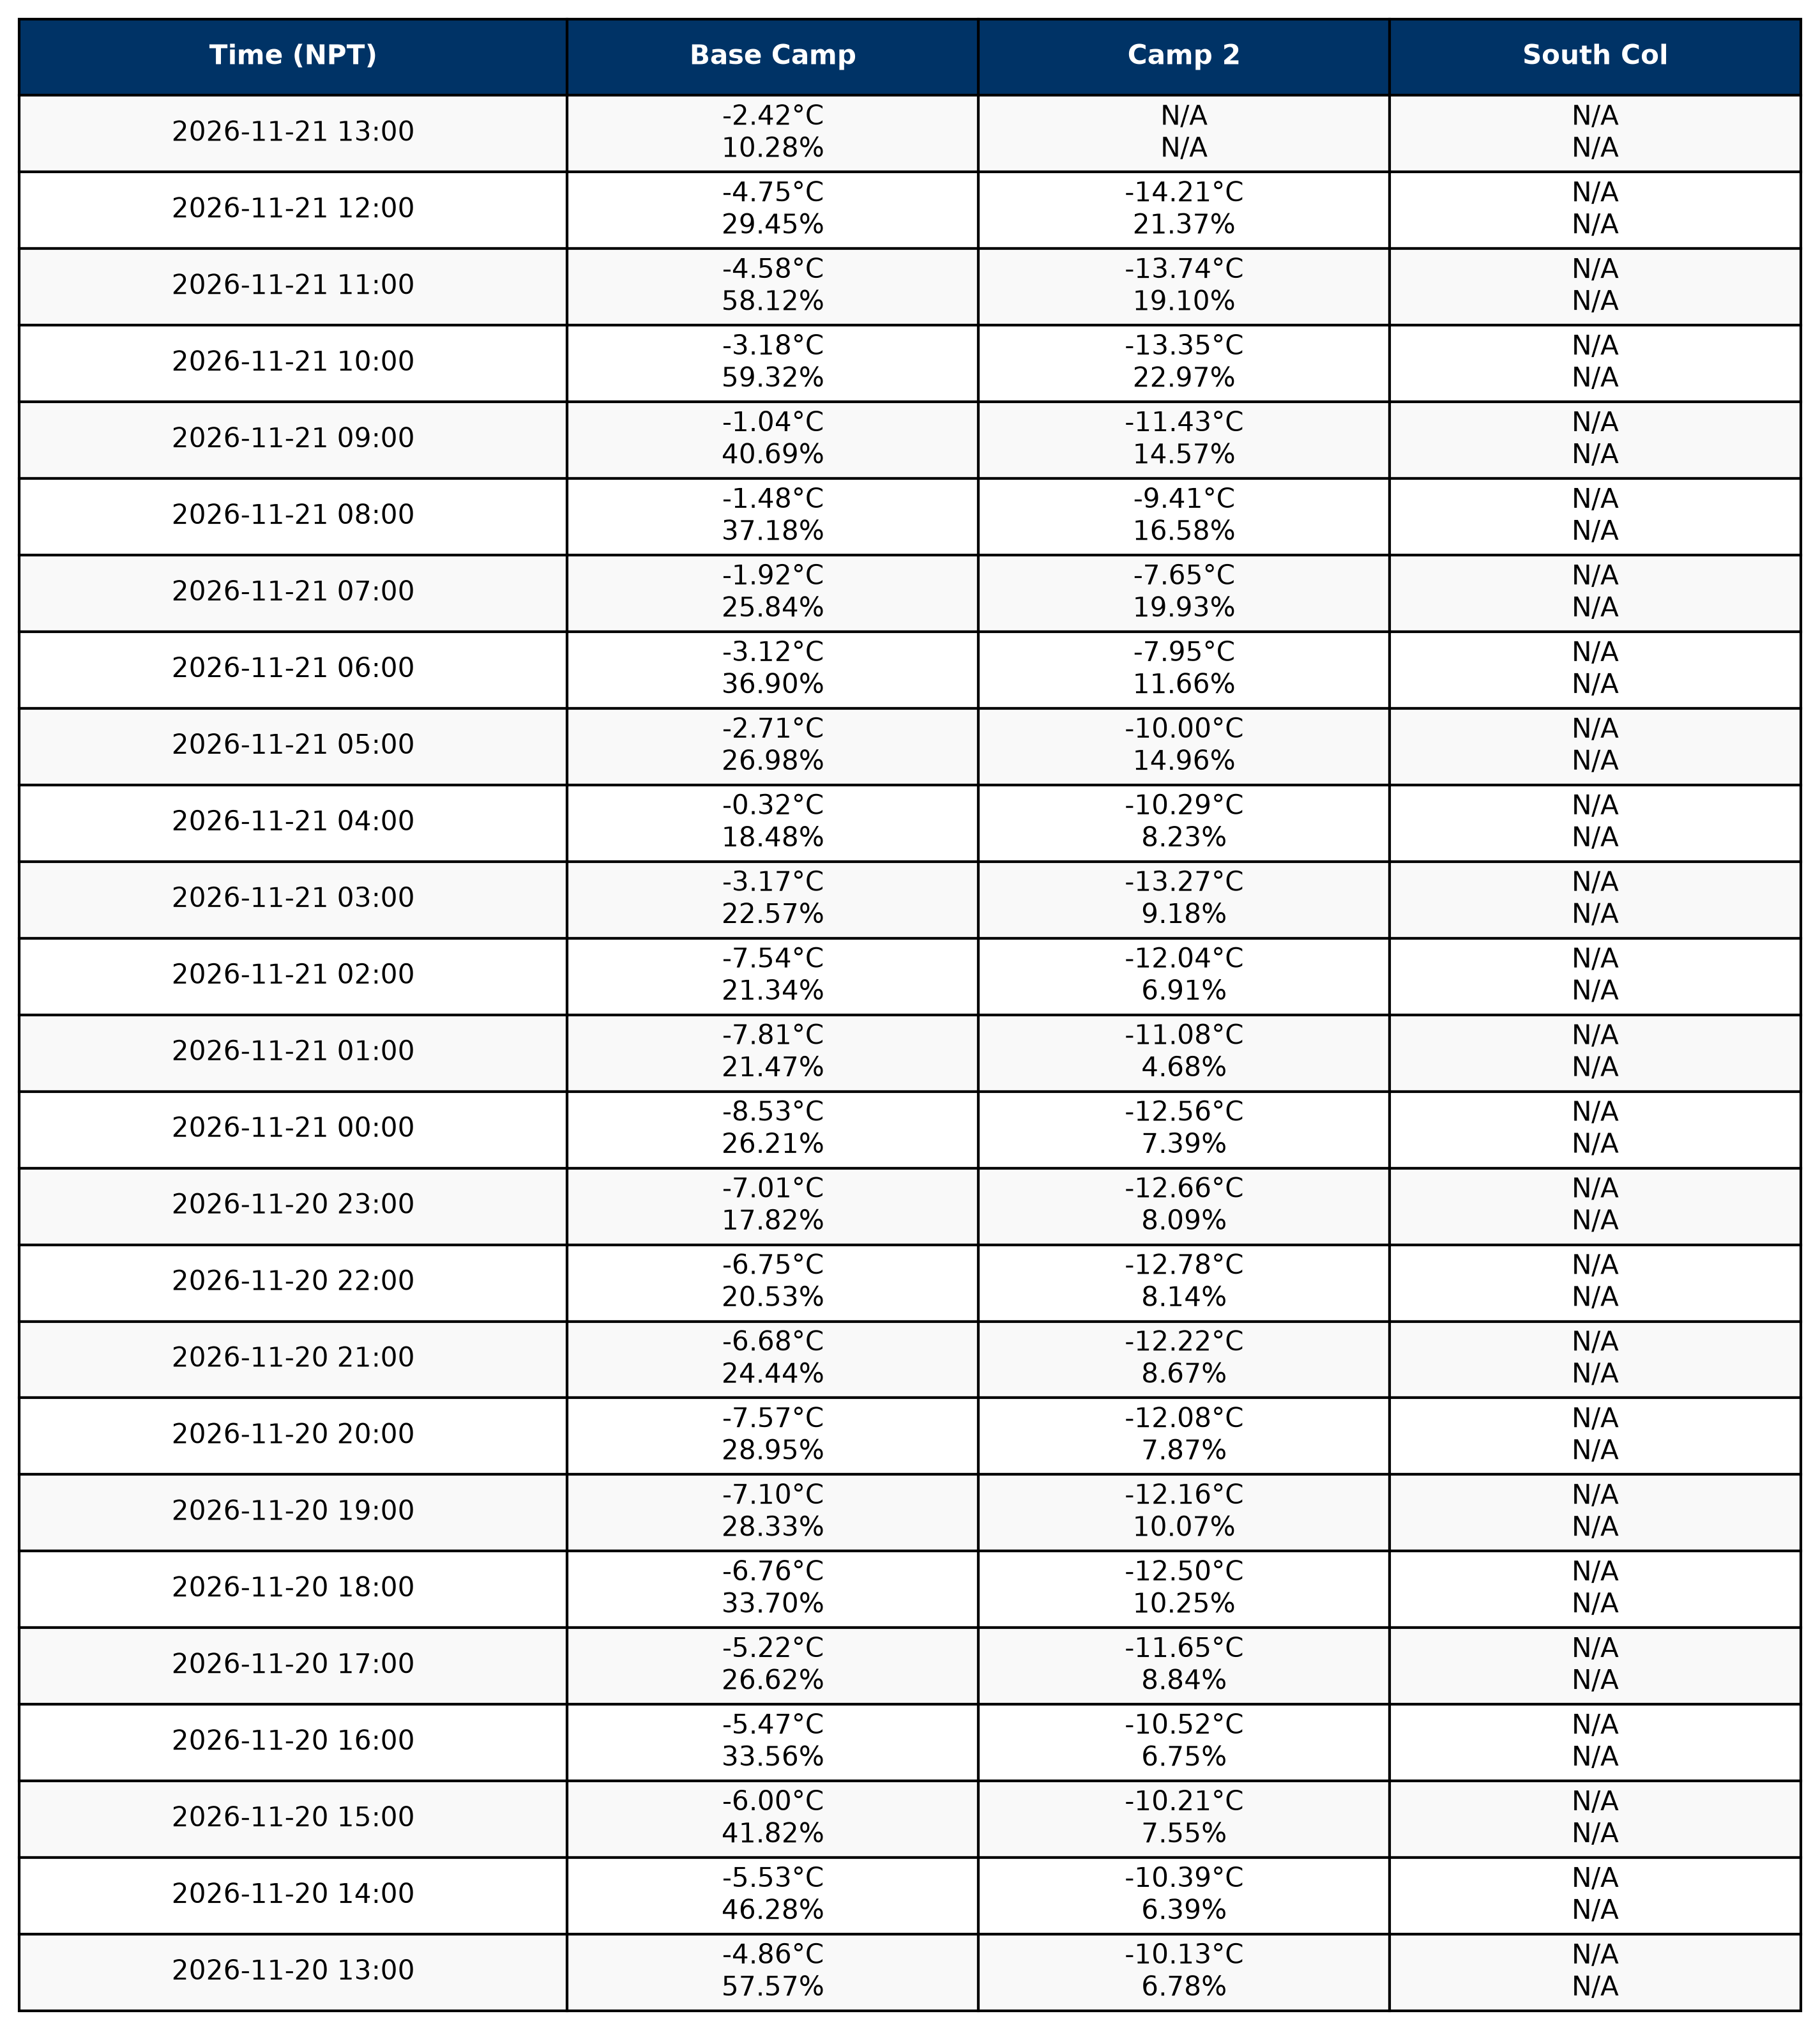 Time (NPT) Base Camp Camp 2 South Col
2026-11-21 13:00 -2.42°C N/A N/A
10.28% N/A N/A
2026-11-21 12:00 -4.75°C -14.21°C N/A
29.45% 21.37% N/A
2026-11-21 11:00 -4.58°C -13.74°C N/A
58.12% 19.10% N/A
2026-11-21 10:00 -3.18°C -13.35°C N/A
59.32% 22.97% N/A
2026-11-21 09:00 -1.04°C -11.43°C N/A
40.69% 14.57% N/A
2026-11-21 08:00 -1.48°C -9.41°C N/A
37.18% 16.58% N/A
2026-11-21 07:00 -1.92°C -7.65°C N/A
25.84% 19.93% N/A
2026-11-21 06:00 -3.12°C -7.95°C N/A
36.90% 11.66% N/A
2026-11-21 05:00 -2.71°C -10.00°C N/A
26.98% 14.96% N/A
2026-11-21 04:00 -0.32°C -10.29°C N/A
18.48% 8.23% N/A
2026-11-21 03:00 -3.17°C -13.27°C N/A
22.57% 9.18% N/A
2026-11-21 02:00 -7.54°C -12.04°C N/A
21.34% 6.91% N/A
2026-11-21 01:00 -7.81°C -11.08°C N/A
21.47% 4.68% N/A
2026-11-21 00:00 -8.53°C -12.56°C N/A
26.21% 7.39% N/A
2026-11-20 23:00 -7.01°C -12.66°C N/A
17.82% 8.09% N/A
2026-11-20 22:00 -6.75°C -12.78°C N/A
20.53% 8.14% N/A
2026-11-20 21:00 -6.68°C -12.22°C N/A
24.44% 8.67% N/A
2026-11-20 20:00 -7.57°C -12.08°C N/A
28.95% 7.87% N/A
2026-11-20 19:00 -7.10°C -12.16°C N/A
28.33% 10.07% N/A
2026-11-20 18:00 -6.76°C -12.50°C N/A
33.70% 10.25% N/A
2026-11-20 17:00 -5.22°C -11.65°C N/A
26.62% 8.84% N/A
2026-11-20 16:00 -5.47°C -10.52°C N/A
33.56% 6.75% N/A
2026-11-20 15:00 -6.00°C -10.21°C N/A
41.82% 7.55% N/A
2026-11-20 14:00 -5.53°C -10.39°C N/A
46.28% 6.39% N/A
2026-11-20 13:00 -4.86°C -10.13°C N/A
57.57% 6.78% N/A